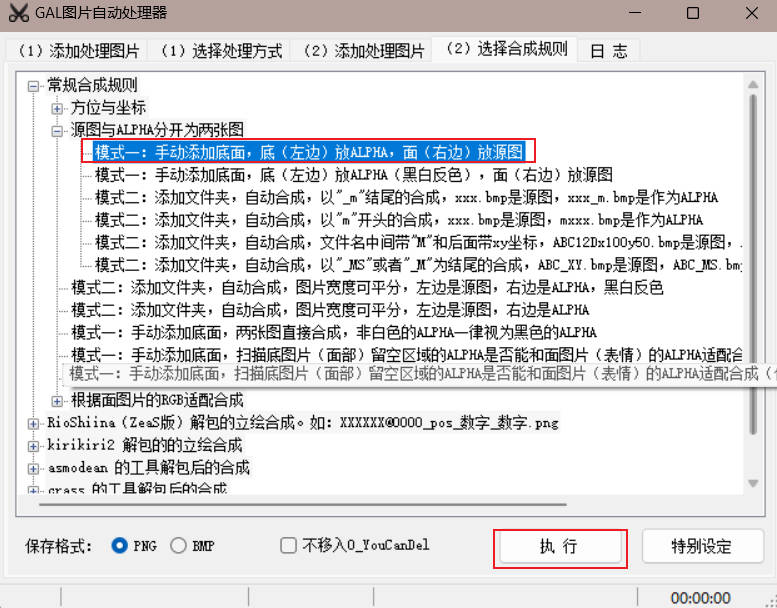 GAL图片自动处理器
（1）添加处理图片 （1）选择处理方式 （2）添加处理图片 （2）选择合成规则 日 志
常规合成规则
方位与坐标
源图与ALPHA分开为两张图
模式一：手动添加底面，底（左边）放ALPHA，面（右边）放源图
模式一：手动添加底面，底（左边）放ALPHA（黑白反色），面（右边）放源图
模式二：添加文件夹，自动合成，以"_m"结尾的合成，xxx.bmp是源图，xxx_m.bmp是作为ALPHA
模式二：添加文件夹，自动合成，以"m"开头的合成，xxx.bmp是源图，mxxx.bmp是作为ALPHA
模式二：添加文件夹，自动合成，文件名中间带"M"和后面带xy坐标，ABC12Dx100y50.bmp是源图，.
模式二：添加文件夹，自动合成，以"_MS"或者"_M"为结尾的合成，ABC_XY.bmp是源图，ABC_MS.bm
模式二：添加文件夹，自动合成，图片宽度可平分，左边是源图，右边是ALPHA，黑白反色
模式二：添加文件夹，自动合成，图片宽度可平分，左边是源图，右边是ALPHA
模式一：手动添加底面，两张图直接合成，非白色的ALPHA一律视为黑色的ALPHA
模式一：手动添加底面，扫描底图片（面部）留空区域的ALPHA是否能和面图片（表情）的ALPHA适配合
模式一：手动添加底面，扫描底图片（面部）留空区域的ALPHA是否能和面图片（表情）的ALPHA适配合成（
根据面图片的RGB适配合成
RioShiina（ZeaS版）解包的立绘合成。如：XXXXXX@0000_pos_数字_数字.png
kirikiri2 解包的的立绘合成
asmodean 的工具解包后的合成
crass 的工具解包后的合成
保存格式： PNG BMP 不移入0_YouCanDel 执 行 特别设定
00:00:00